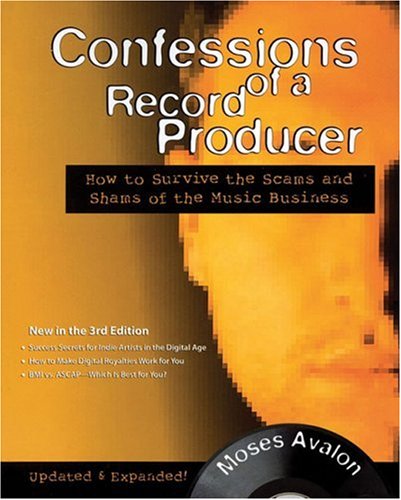 Confessions
of a
Record
Producer
How to Survive the Scams and
Shams of the Music Business
New in the 3rd Edition
• Success Secrets for Indie Artists in the Digital Age
• How to Make Digital Royalties Work for You
• BMI vs. ASCAP—Which Is Best for You?
Moses Avalon
Updated & Expanded!